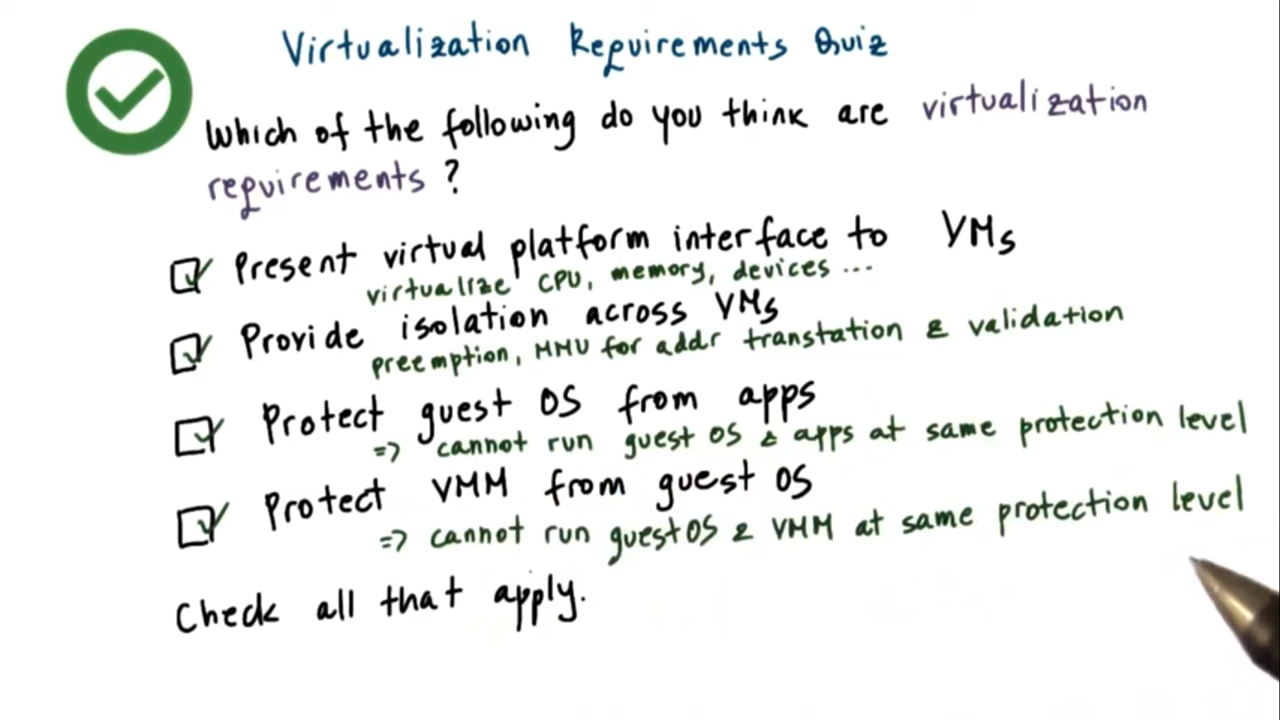 Virtualization Requirements Quiz
Which of the following do you think are virtualization
requirements ?
Present virtual platform interface to VMs
virtualize CPU, memory, devices ...
Provide isolation across VMs
preemption, MMU for addr transtation & validation
Protect guest OS from apps
=> cannot run guest OS & apps at same protection level
Protect VMM from guest OS
=> cannot run guest OS & VMM at same protection level
Check all that apply.